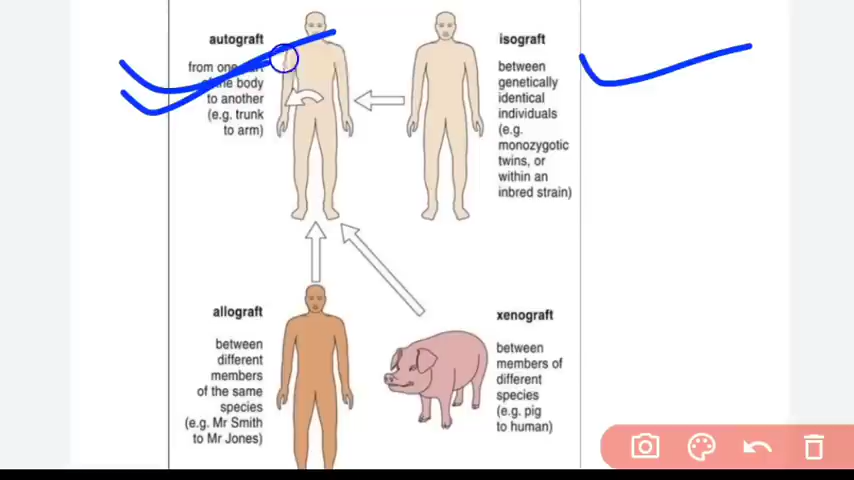 autograft
from one part
of the body
to another
(e.g. trunk
to arm)
isograft
between
genetically
identical
individuals
(e.g.
monozygotic
twins, or
within an
inbred strain)
allograft
between
different
members
of the same
species
(e.g. Mr Smith
to Mr Jones)
xenograft
between
members of
different
species
(e.g. pig
to human)